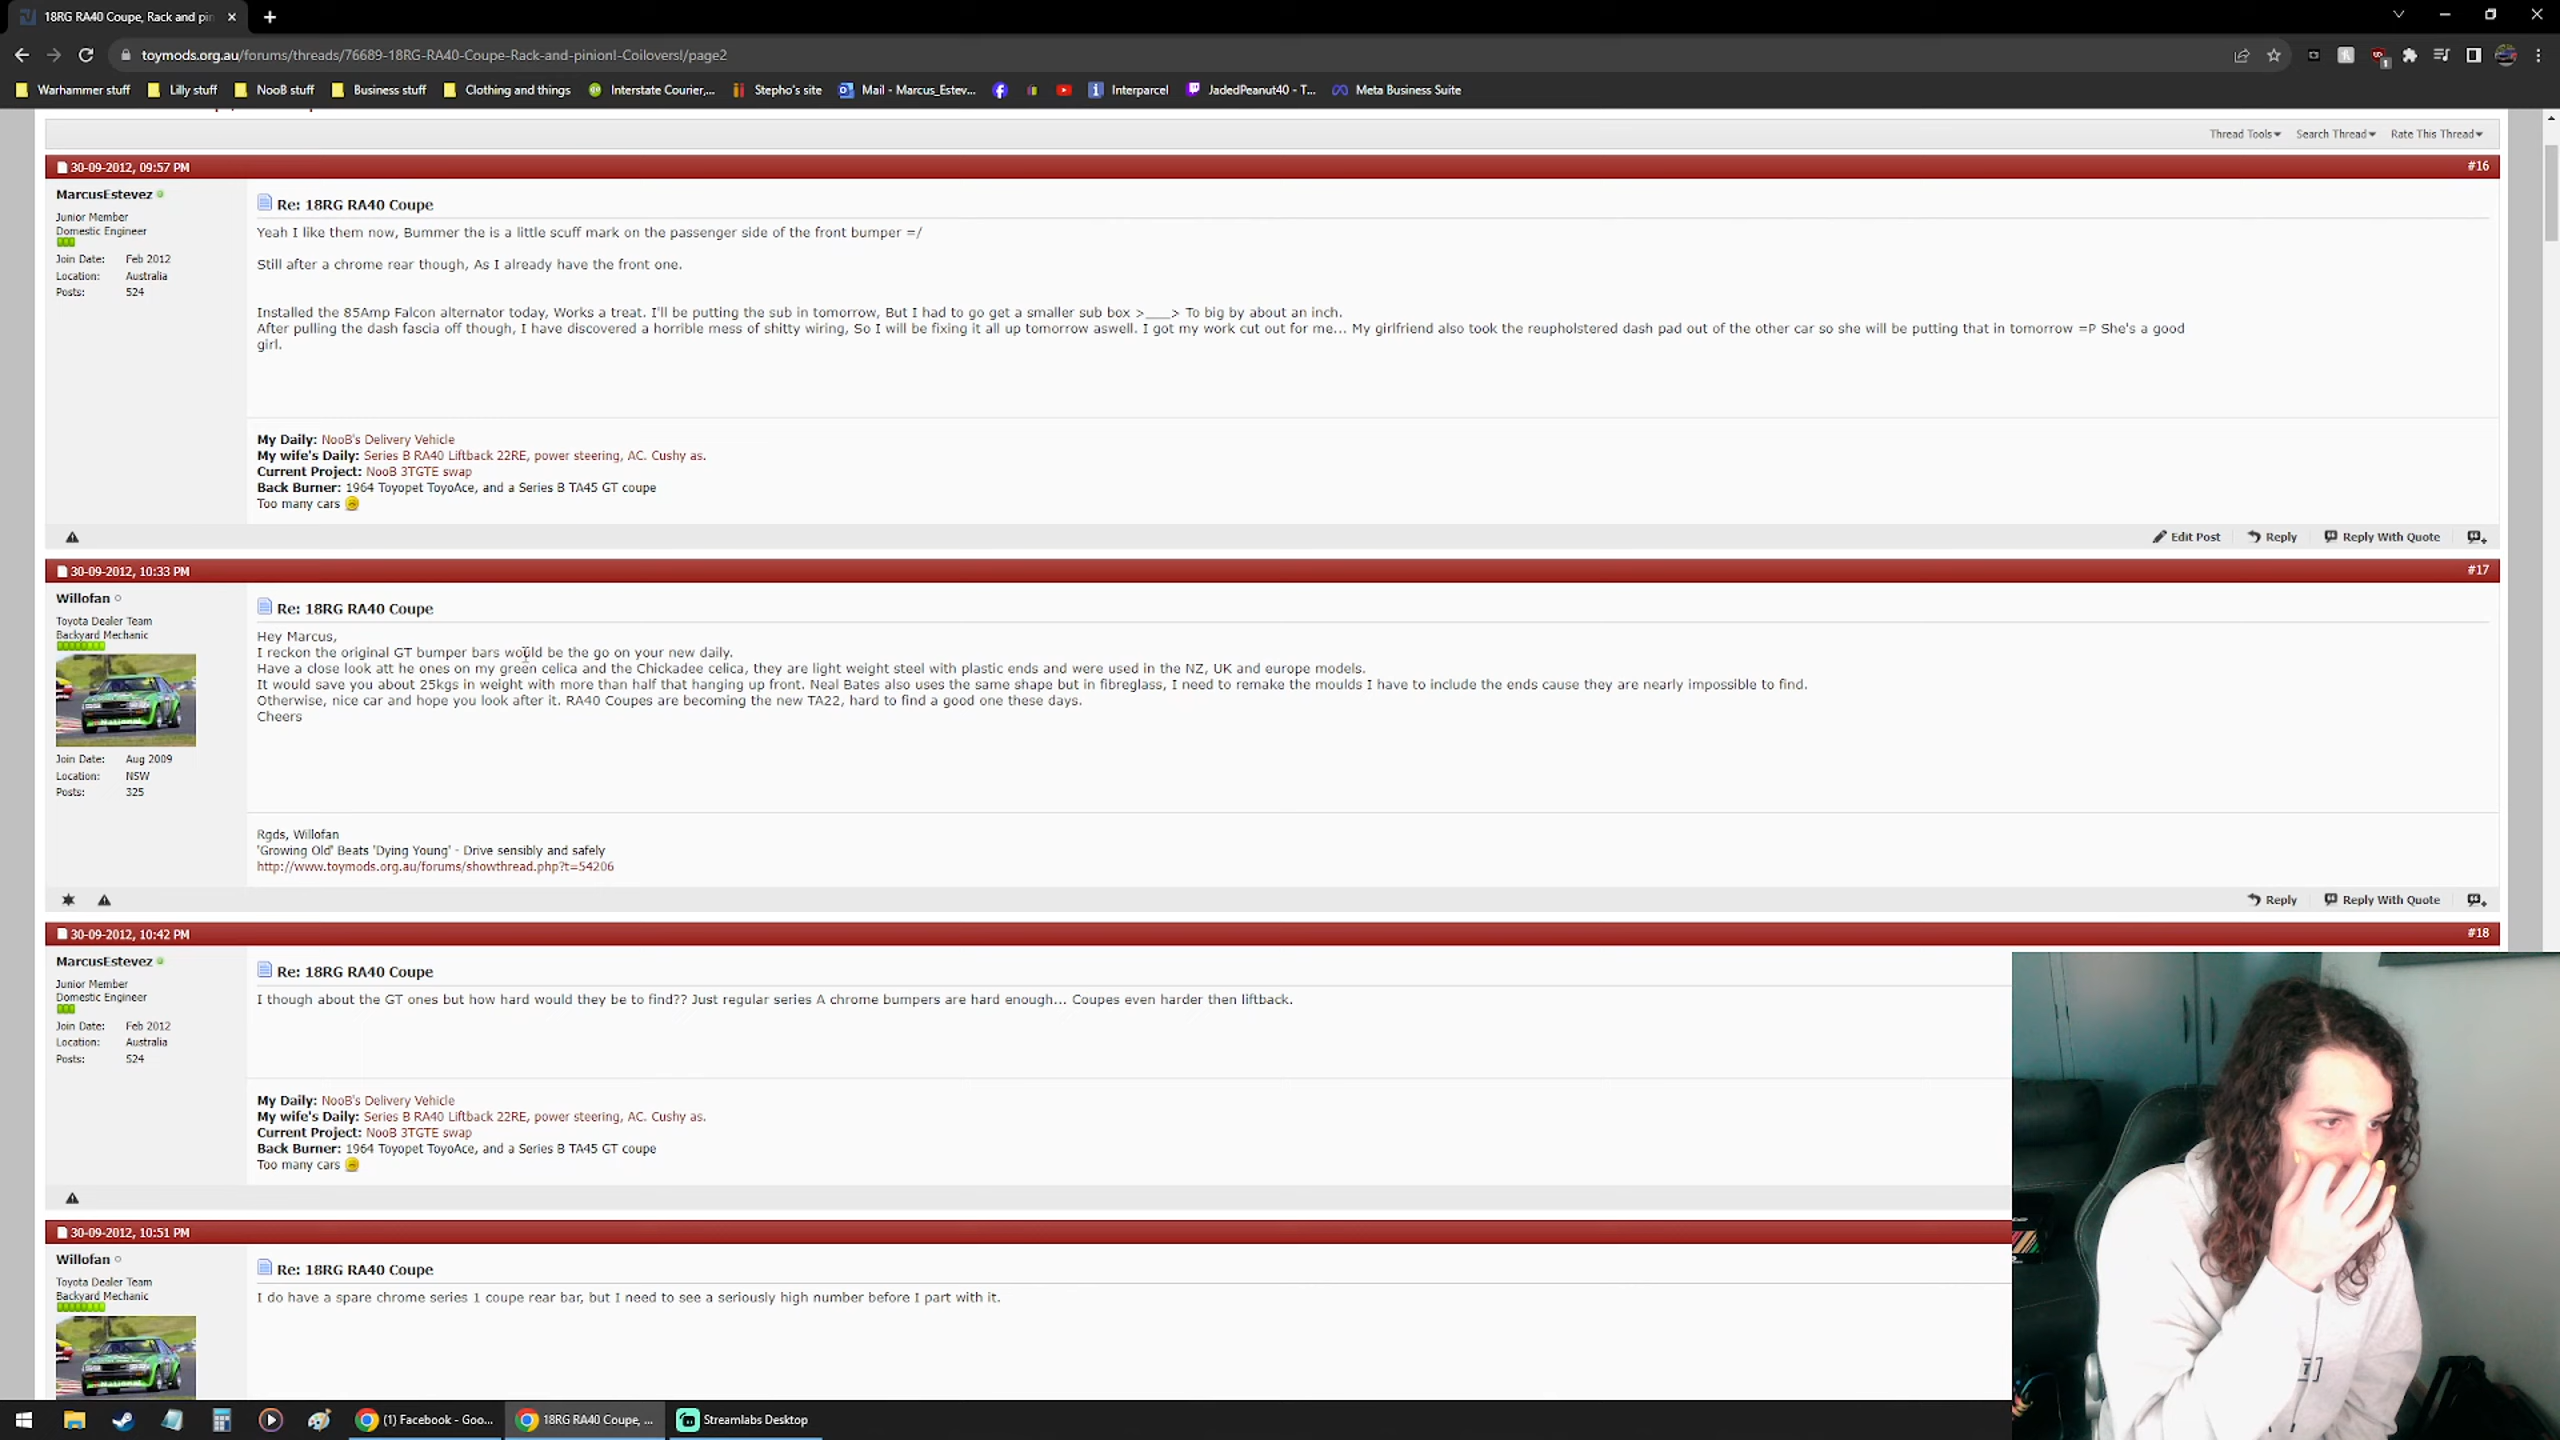 18RG RA40 Coupe, Rack and pin
toymods.org.au/forums/threads/76689-18RG-RA40-Coupe-Rack-and-pinion!-Coilovers!/page2
Warhammer stuff
Lilly stuff
NooB stuff
Business stuff
Clothing and things
Interstate Courier,...
Stepho's site
Mail - Marcus_Estev...
Interparcel
JadedPeanut40 - T...
Meta Business Suite
Thread Tools
Search Thread
Rate This Thread
30-09-2012, 09:57 PM
#16
MarcusEstevez
Junior Member
Domestic Engineer
Join Date: Feb 2012
Location: Australia
Posts: 524
Re: 18RG RA40 Coupe
Yeah I like them now, Bummer the is a little scuff mark on the passenger side of the front bumper =/
Still after a chrome rear though, As I already have the front one.
Installed the 85Amp Falcon alternator today, Works a treat. I'll be putting the sub in tomorrow, But I had to go get a smaller sub box >___> To big by about an inch.
After pulling the dash fascia off though, I have discovered a horrible mess of shitty wiring, So I will be fixing it all up tomorrow aswell. I got my work cut out for me... My girlfriend also took the reupholstered dash pad out of the other car so she will be putting that in tomorrow =P She's a good
girl.
My Daily: NooB's Delivery Vehicle
My wife's Daily: Series B RA40 Liftback 22RE, power steering, AC. Cushy as.
Current Project: NooB 3TGTE swap
Back Burner: 1964 Toyopet ToyoAce, and a Series B TA45 GT coupe
Too many cars
Edit Post
Reply
Reply With Quote
30-09-2012, 10:33 PM
#17
Willofan
Toyota Dealer Team
Backyard Mechanic
Join Date: Aug 2009
Location: NSW
Posts: 325
Re: 18RG RA40 Coupe
Hey Marcus,
I reckon the original GT bumper bars would be the go on your new daily.
Have a close look att he ones on my green celica and the Chickadee celica, they are light weight steel with plastic ends and were used in the NZ, UK and europe models.
It would save you about 25kgs in weight with more than half that hanging up front. Neal Bates also uses the same shape but in fibreglass, I need to remake the moulds I have to include the ends cause they are nearly impossible to find.
Otherwise, nice car and hope you look after it. RA40 Coupes are becoming the new TA22, hard to find a good one these days.
Cheers
Rgds, Willofan
'Growing Old' Beats 'Dying Young' - Drive sensibly and safely
http://www.toymods.org.au/forums/showthread.php?t=54206
Reply
Reply With Quote
30-09-2012, 10:42 PM
#18
MarcusEstevez
Junior Member
Domestic Engineer
Join Date: Feb 2012
Location: Australia
Posts: 524
Re: 18RG RA40 Coupe
I though about the GT ones but how hard would they be to find?? Just regular series A chrome bumpers are hard enough... Coupes even harder then liftback.
My Daily: NooB's Delivery Vehicle
My wife's Daily: Series B RA40 Liftback 22RE, power steering, AC. Cushy as.
Current Project: NooB 3TGTE swap
Back Burner: 1964 Toyopet ToyoAce, and a Series B TA45 GT coupe
Too many cars
30-09-2012, 10:51 PM
Willofan
Toyota Dealer Team
Backyard Mechanic
Re: 18RG RA40 Coupe
I do have a spare chrome series 1 coupe rear bar, but I need to see a seriously high number before I part with it.
(1) Facebook - Goo...
18RG RA40 Coupe, ...
Streamlabs Desktop